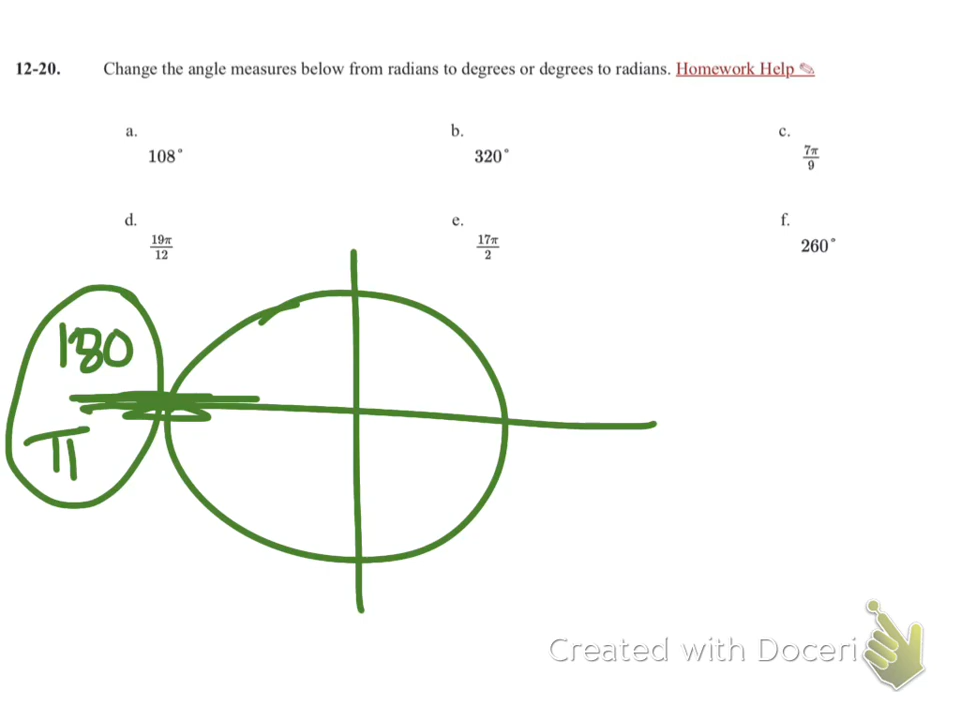 12-20. Change the angle measures below from radians to degrees or degrees to radians. Homework Help ✎
a. b. c.
108° 320° 7π/9
d. e. f.
19π/12 17π/2 260°
180
π
Created with Doceri